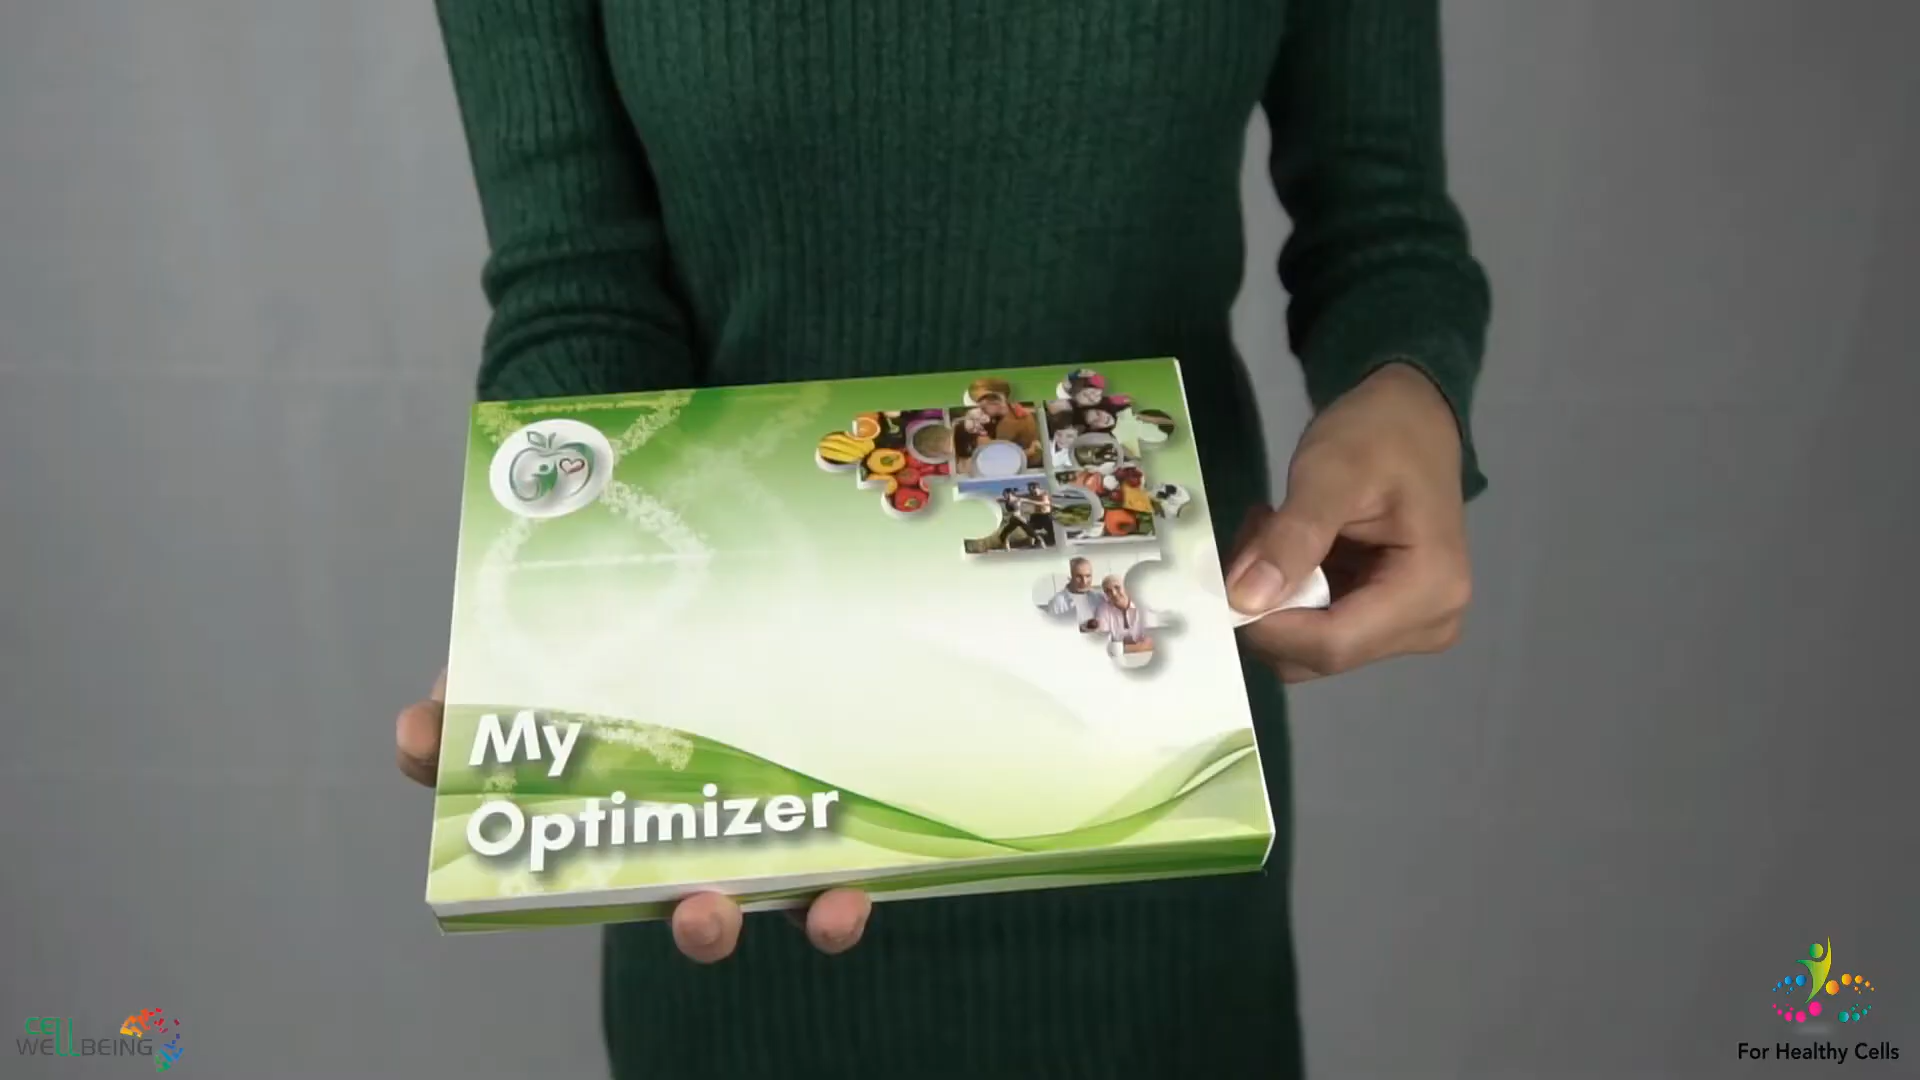 My
Optimizer
CELL
WELLBEING
For Healthy Cells